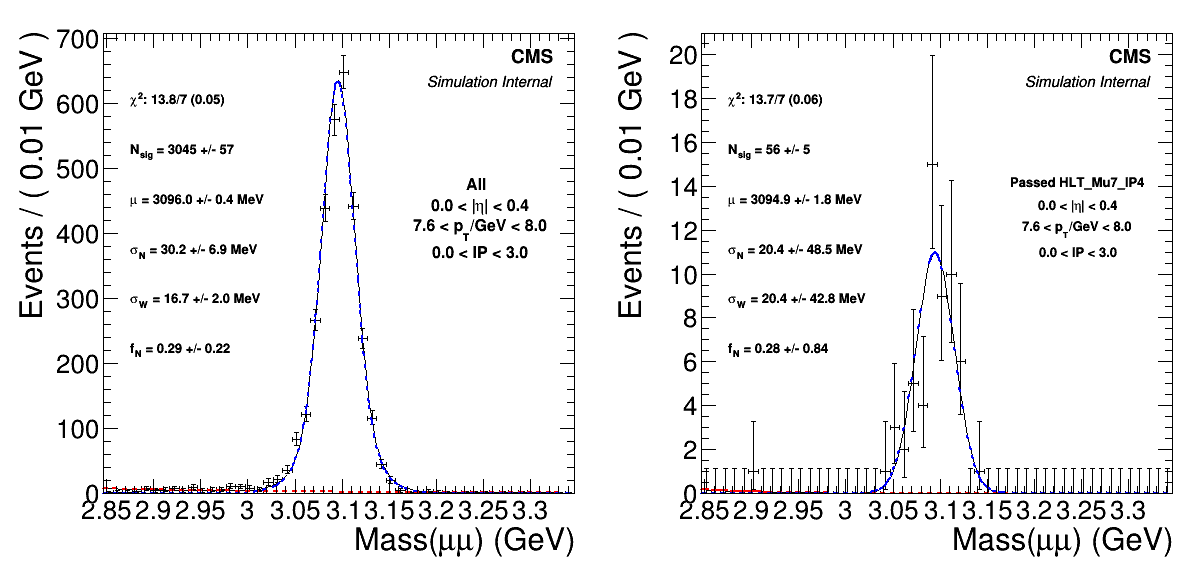 CMS
Simulation Internal
χ²: 13.8/7 (0.05)
N_sig = 3045 +/- 57
μ = 3096.0 +/- 0.4 MeV
σ_N = 30.2 +/- 6.9 MeV
σ_W = 16.7 +/- 2.0 MeV
f_N = 0.29 +/- 0.22
All
0.0 < |η| < 0.4
7.6 < p_T/GeV < 8.0
0.0 < IP < 3.0
Events / ( 0.01 GeV )
700
600
500
400
300
200
100
0
2.85 2.9 2.95 3 3.05 3.1 3.15 3.2 3.25 3.3
Mass(μμ) (GeV)
CMS
Simulation Internal
χ²: 13.7/7 (0.06)
N_sig = 56 +/- 5
μ = 3094.9 +/- 1.8 MeV
σ_N = 20.4 +/- 48.5 MeV
σ_W = 20.4 +/- 42.8 MeV
f_N = 0.28 +/- 0.84
Passed HLT_Mu7_IP4
0.0 < |η| < 0.4
7.6 < p_T/GeV < 8.0
0.0 < IP < 3.0
Events / ( 0.01 GeV )
20
18
16
14
12
10
8
6
4
2
0
2.85 2.9 2.95 3 3.05 3.1 3.15 3.2 3.25 3.3
Mass(μμ) (GeV)